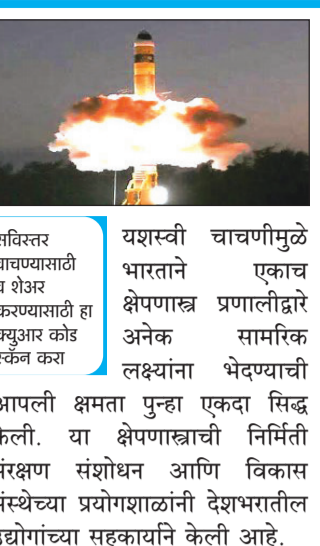 सविस्तर
वाचण्यासाठी
व शेअर
करण्यासाठी हा
क्युआर कोड
स्कॅन करा
यशस्वी चाचणीमुळे
भारताने एकाच
क्षेपणास्त्र प्रणालीद्वारे
अनेक सामरिक
लक्ष्यांना भेदण्याची
आपली क्षमता पुन्हा एकदा सिद्ध
केली. या क्षेपणास्त्राची निर्मिती
संरक्षण संशोधन आणि विकास
संस्थेच्या प्रयोगशाळांनी देशभरातील
उद्योगांच्या सहकार्याने केली आहे.